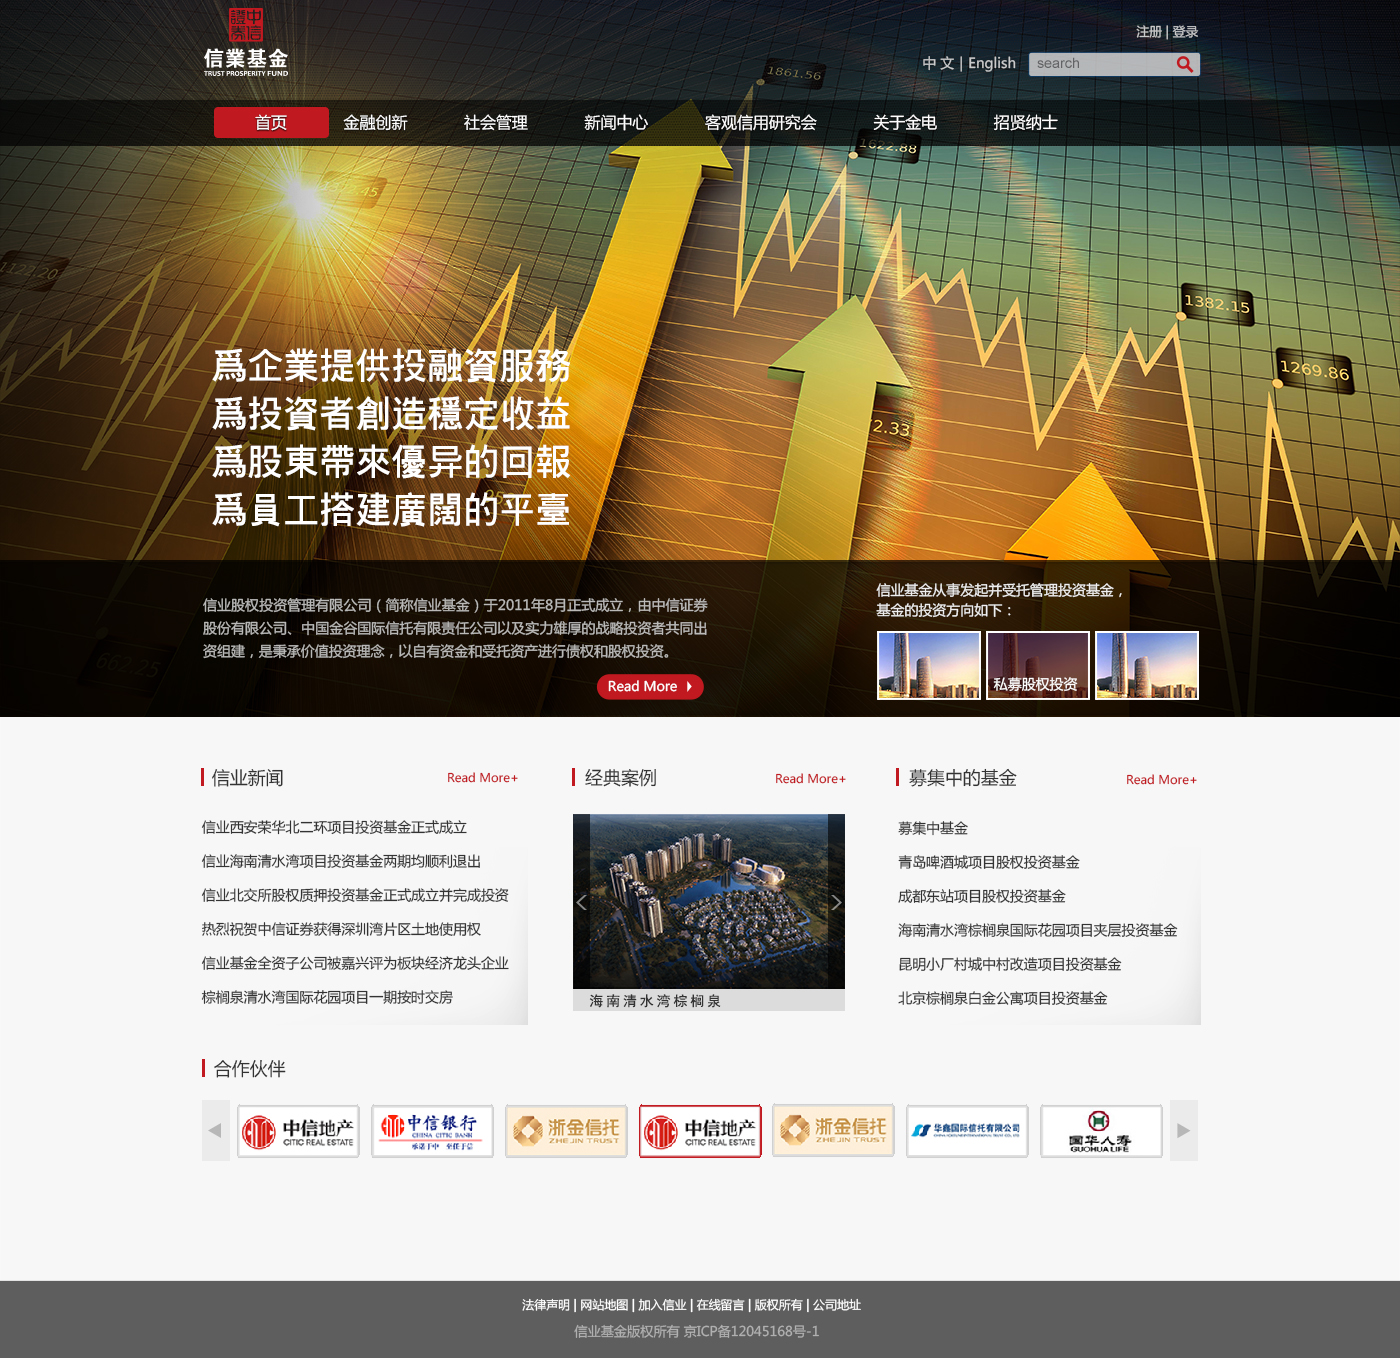 中信證券
信業基金
TRUST PROSPERITY FUND
注册 | 登录
中 文 | English
search
首页 金融创新 社会管理 新闻中心 客观信用研究会 关于金电 招贤纳士
1861.56
1622.88
1122.20
1382.15
1269.86
2.33
662.25
爲企業提供投融資服務
爲投資者創造穩定收益
爲股東帶來優异的回報
爲員工搭建廣闊的平臺
信业股权投资管理有限公司（简称信业基金）于2011年8月正式成立，由中信证券
股份有限公司、中国金谷国际信托有限责任公司以及实力雄厚的战略投资者共同出
资组建，是秉承价值投资理念，以自有资金和受托资产进行债权和股权投资。
Read More
信业基金从事发起并受托管理投资基金，
基金的投资方向如下：
私募股权投资
信业新闻 Read More+
信业西安荣华北二环项目投资基金正式成立
信业海南清水湾项目投资基金两期均顺利退出
信业北交所股权质押投资基金正式成立并完成投资
热烈祝贺中信证券获得深圳湾片区土地使用权
信业基金全资子公司被嘉兴评为板块经济龙头企业
棕榈泉清水湾国际花园项目一期按时交房
经典案例 Read More+
海南清水湾棕榈泉
募集中的基金 Read More+
募集中基金
青岛啤酒城项目股权投资基金
成都东站项目股权投资基金
海南清水湾棕榈泉国际花园项目夹层投资基金
昆明小厂村城中村改造项目投资基金
北京棕榈泉白金公寓项目投资基金
合作伙伴
中信地产
CITIC REAL ESTATE
中信银行
CHINA CITIC BANK
承诺于中 至任于信
浙金信托
ZHEJIN TRUST
中信地产
CITIC REAL ESTATE
浙金信托
ZHEJIN TRUST
华鑫国际信托有限公司
国华人寿
GUOHUA LIFE
法律声明 | 网站地图 | 加入信业 | 在线留言 | 版权所有 | 公司地址
信业基金版权所有 京ICP备12045168号-1